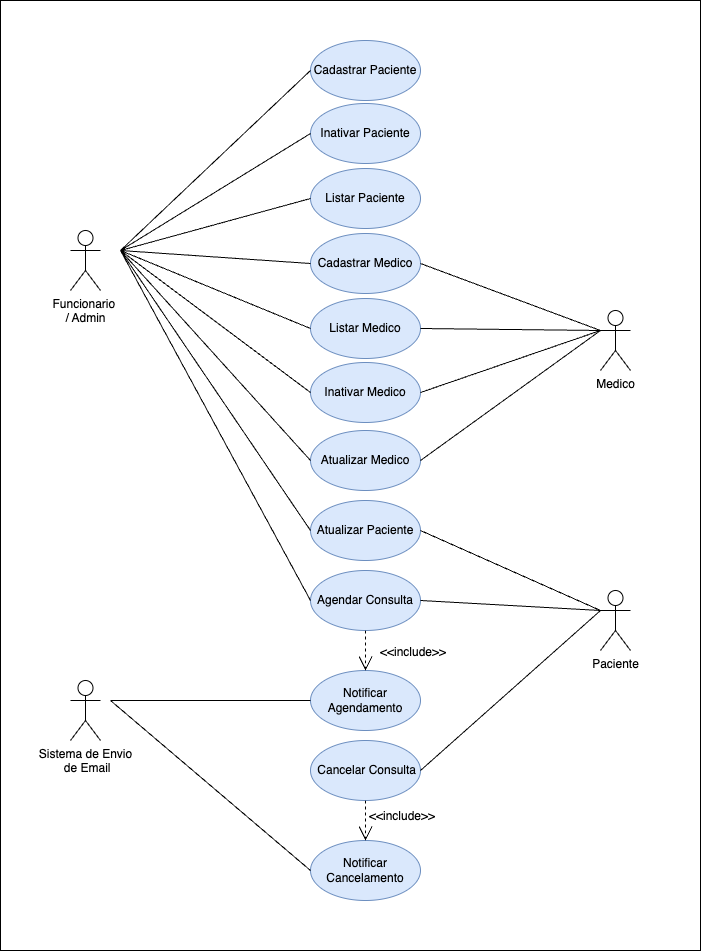 Cadastrar Paciente
Inativar Paciente
Listar Paciente
Cadastrar Medico
Funcionario
/ Admin
Listar Medico
Medico
Inativar Medico
Atualizar Medico
Atualizar Paciente
Agendar Consulta
<<include>>
Paciente
Notificar
Agendamento
Sistema de Envio
de Email
Cancelar Consulta
<<include>>
Notificar
Cancelamento